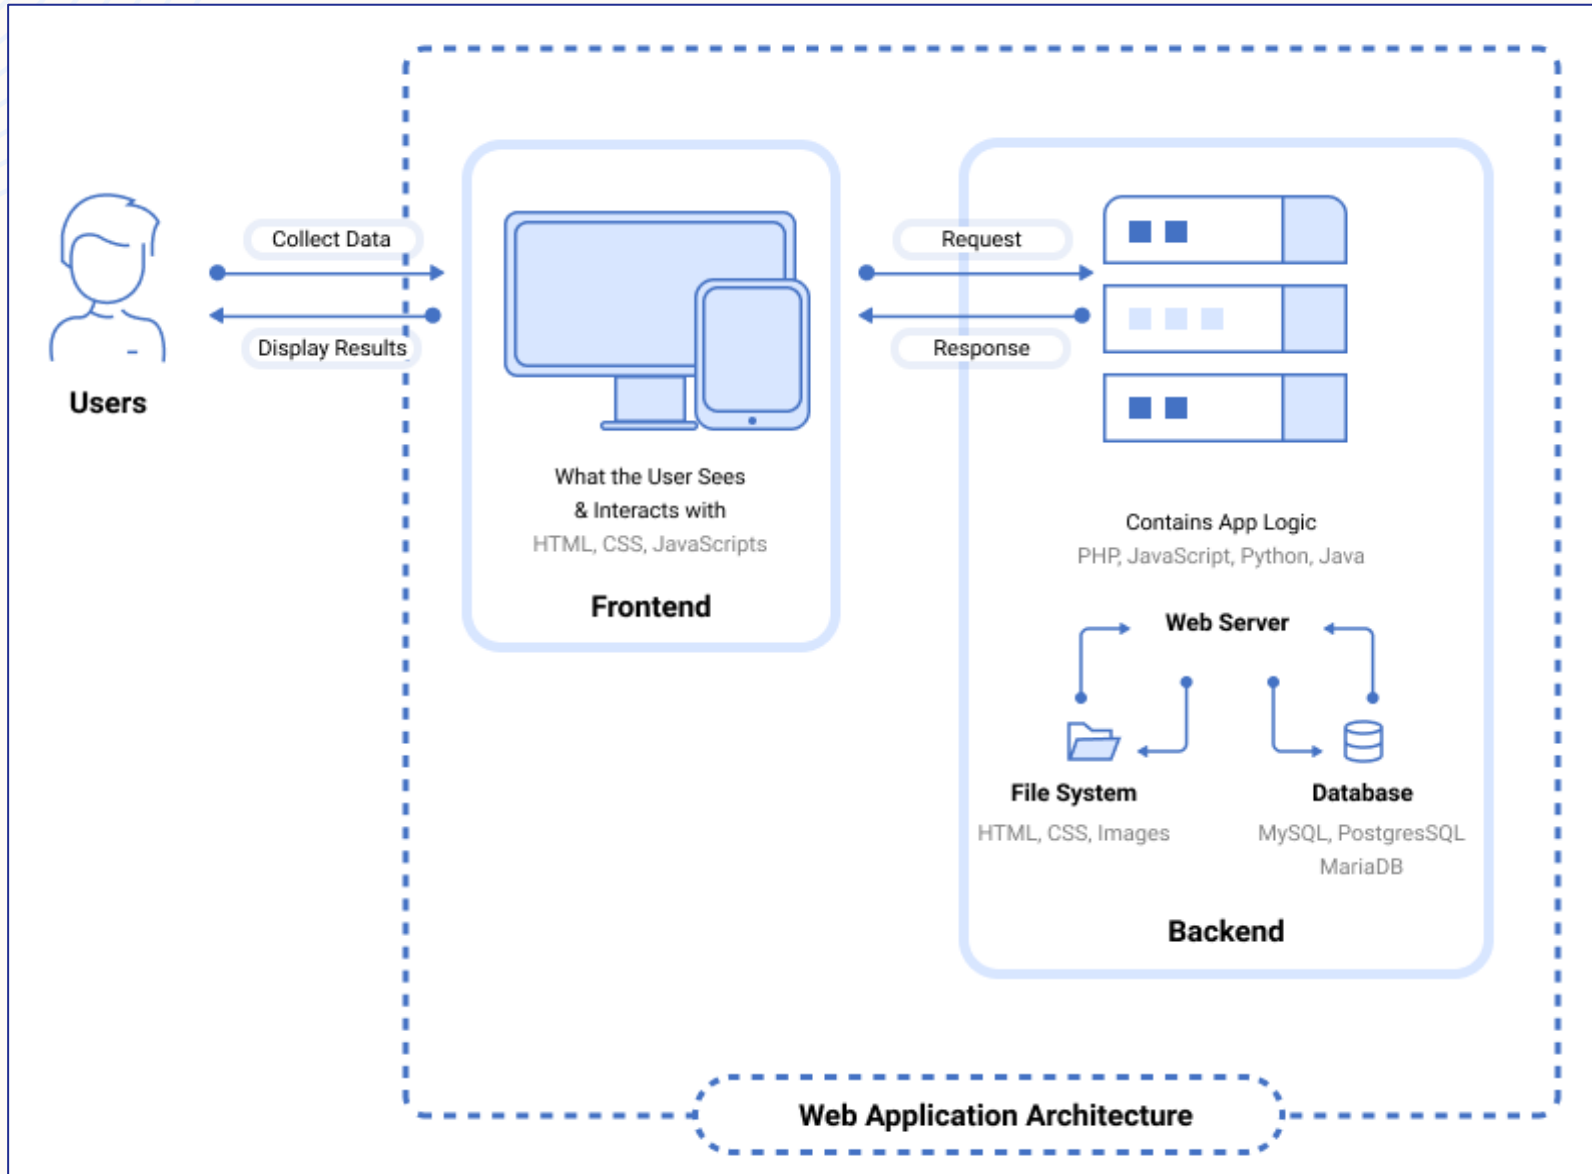 Collect Data
Display Results
Users
What the User Sees
& Interacts with
HTML, CSS, JavaScripts
Frontend
Request
Response
Contains App Logic
PHP, JavaScript, Python, Java
Web Server
File System
HTML, CSS, Images
Database
MySQL, PostgresSQL
MariaDB
Backend
Web Application Architecture